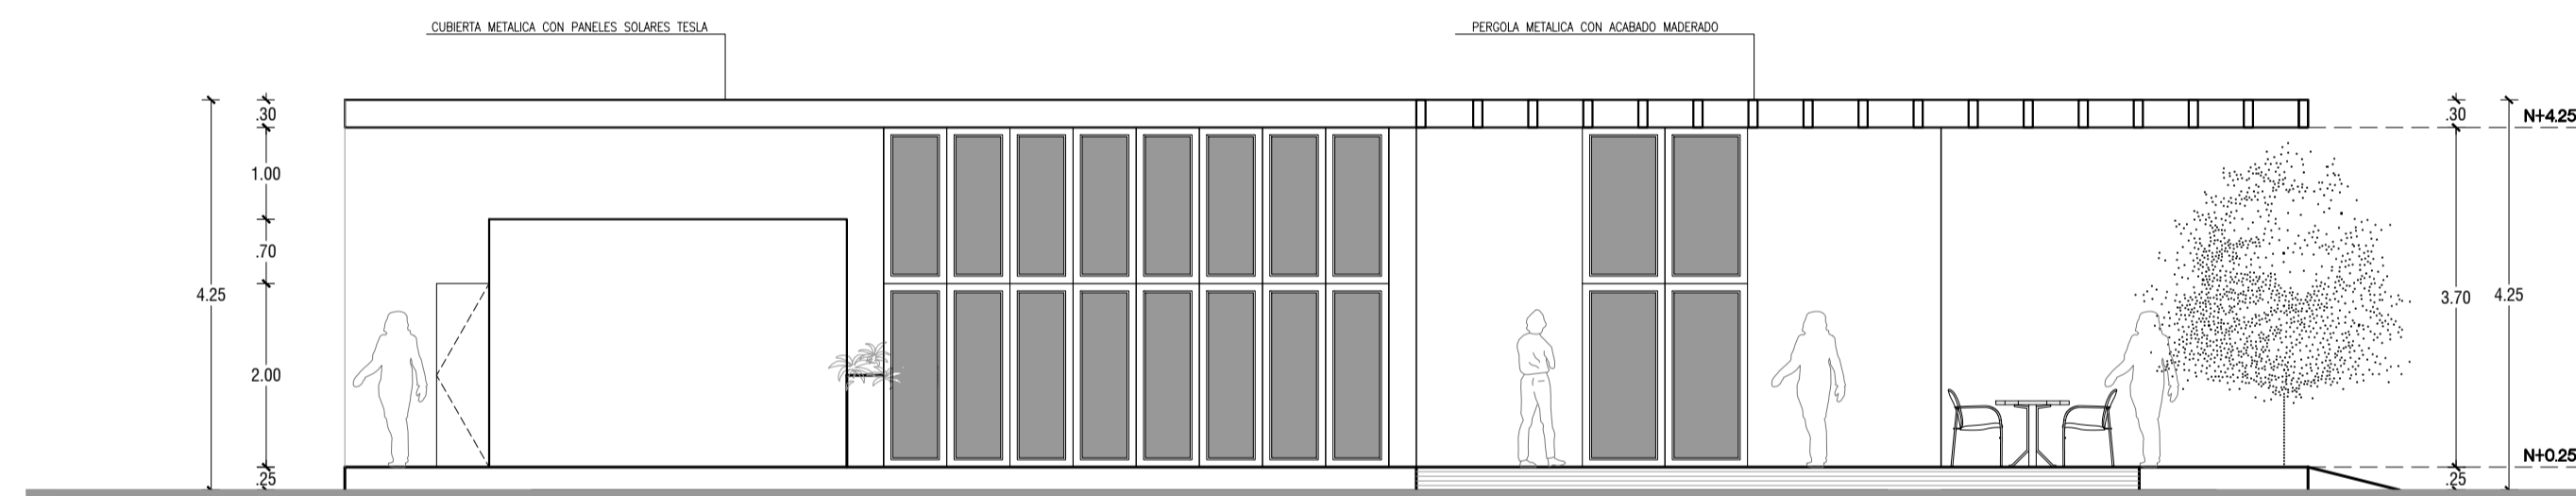 CUBIERTA METALICA CON PANELES SOLARES TESLA
PERGOLA METALICA CON ACABADO MADERADO
.30
1.00
.70
4.25
2.00
.25
.30
N+4.25
3.70
4.25
N+0.25
.25